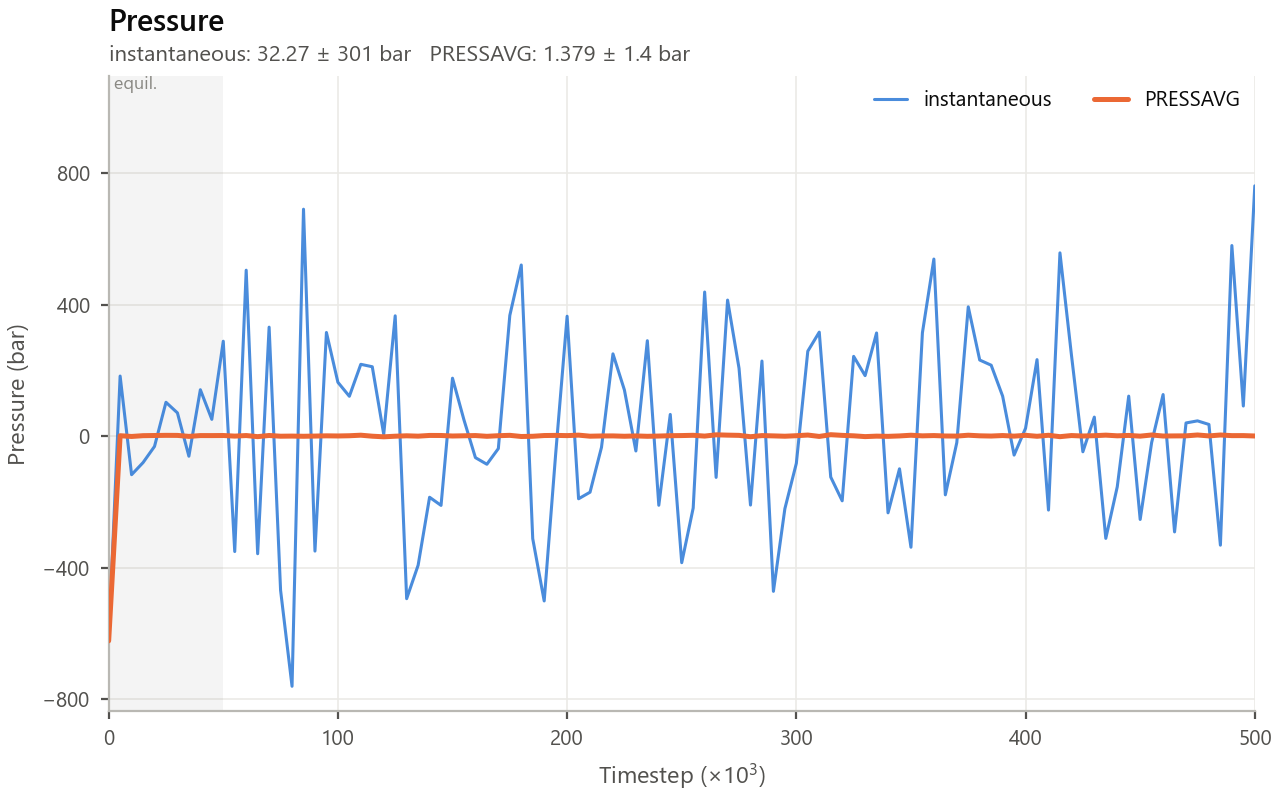 Pressure
instantaneous: 32.27 ± 301 bar   PRESSAVG: 1.379 ± 1.4 bar
equil.
instantaneous   PRESSAVG
800
400
0
−400
−800
Pressure (bar)
0   100   200   300   400   500
Timestep (×10³)